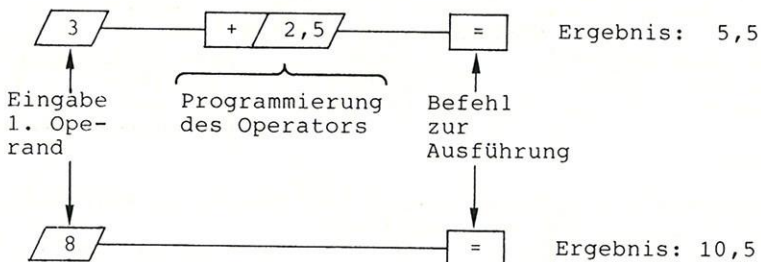 3 + 2,5 = Ergebnis: 5,5
Eingabe Programmierung Befehl
1. Ope- des Operators zur
rand Ausführung
8 = Ergebnis: 10,5